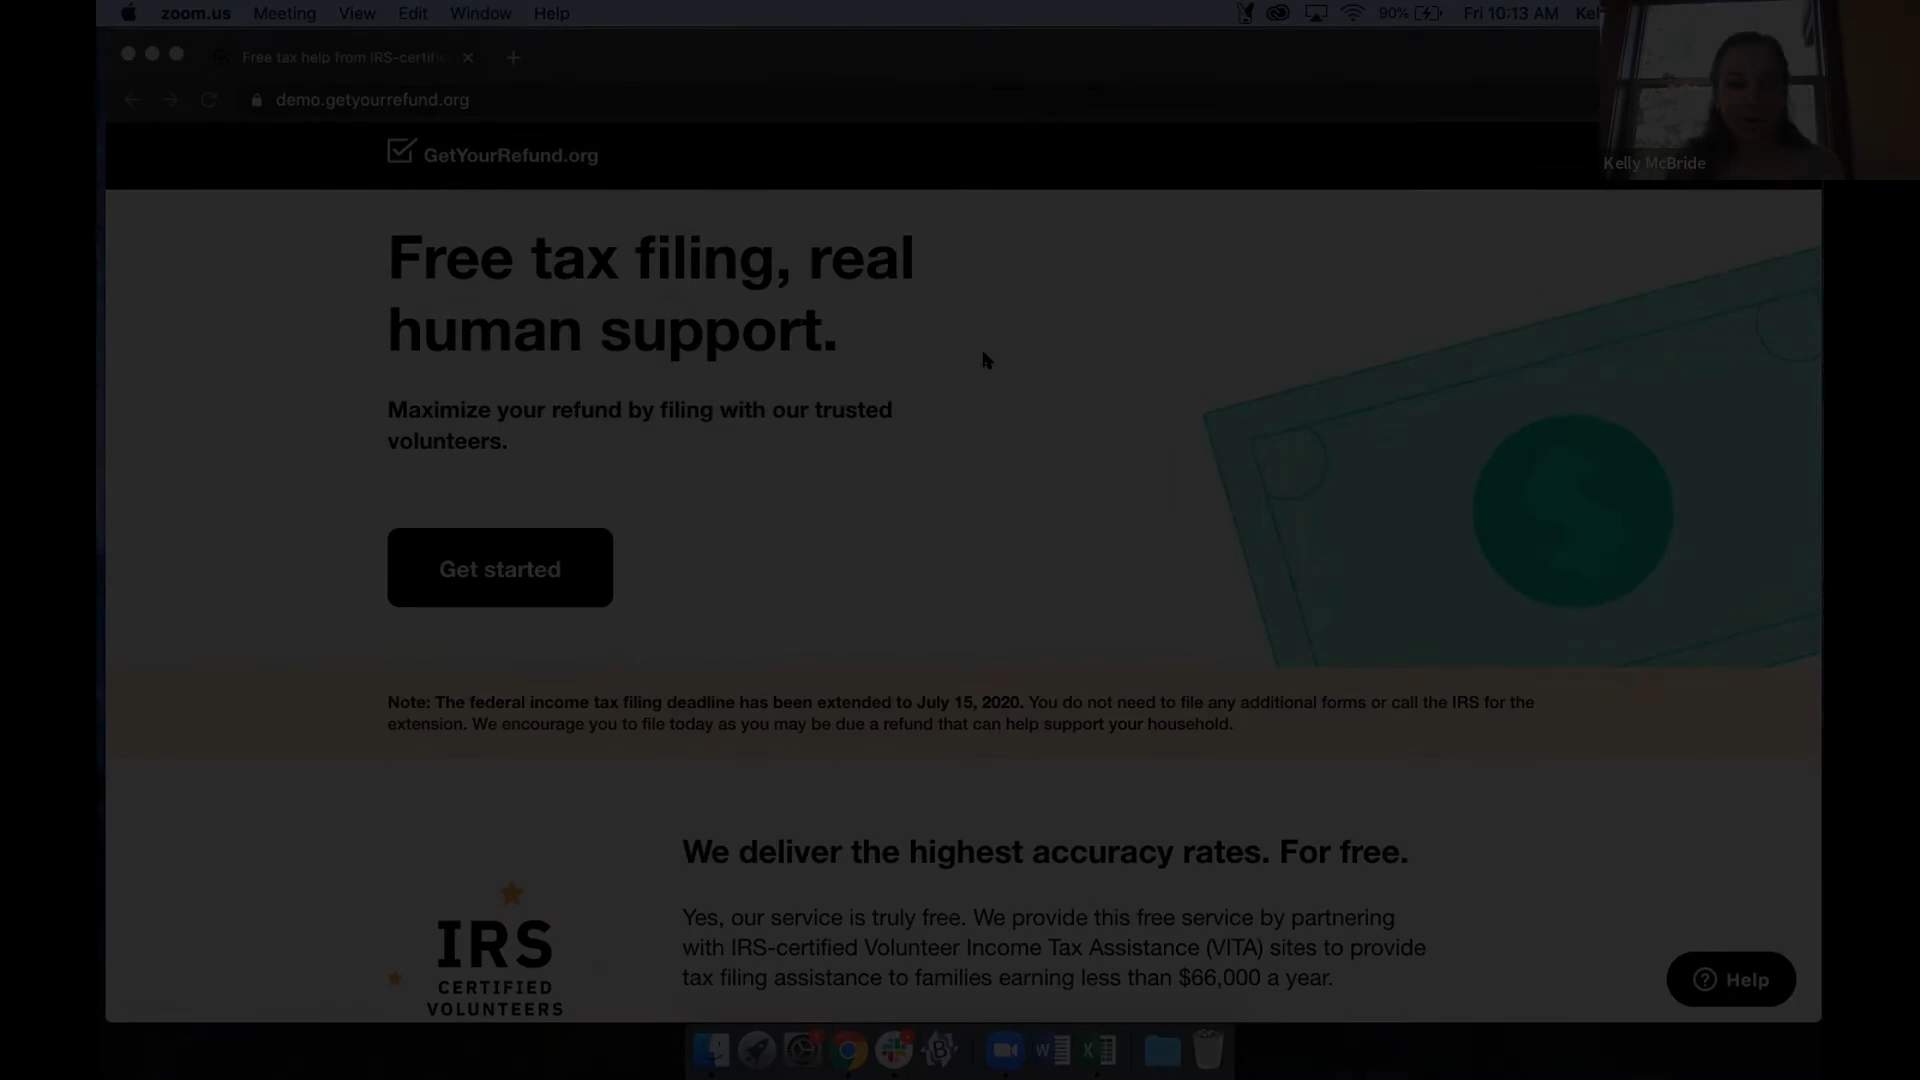 zoom.us Meeting View Edit Window Help 90% Fri 10:13 AM Kel
Free tax help from IRS-certific
demo.getyourrefund.org
Kelly McBride
GetYourRefund.org
Free tax filing, real
human support.
Maximize your refund by filing with our trusted
volunteers.
Get started
Note: The federal income tax filing deadline has been extended to July 15, 2020. You do not need to file any additional forms or call the IRS for the
extension. We encourage you to file today as you may be due a refund that can help support your household.
We deliver the highest accuracy rates. For free.
Yes, our service is truly free. We provide this free service by partnering
with IRS-certified Volunteer Income Tax Assistance (VITA) sites to provide
tax filing assistance to families earning less than $66,000 a year.
IRS
CERTIFIED
VOLUNTEERS
Help